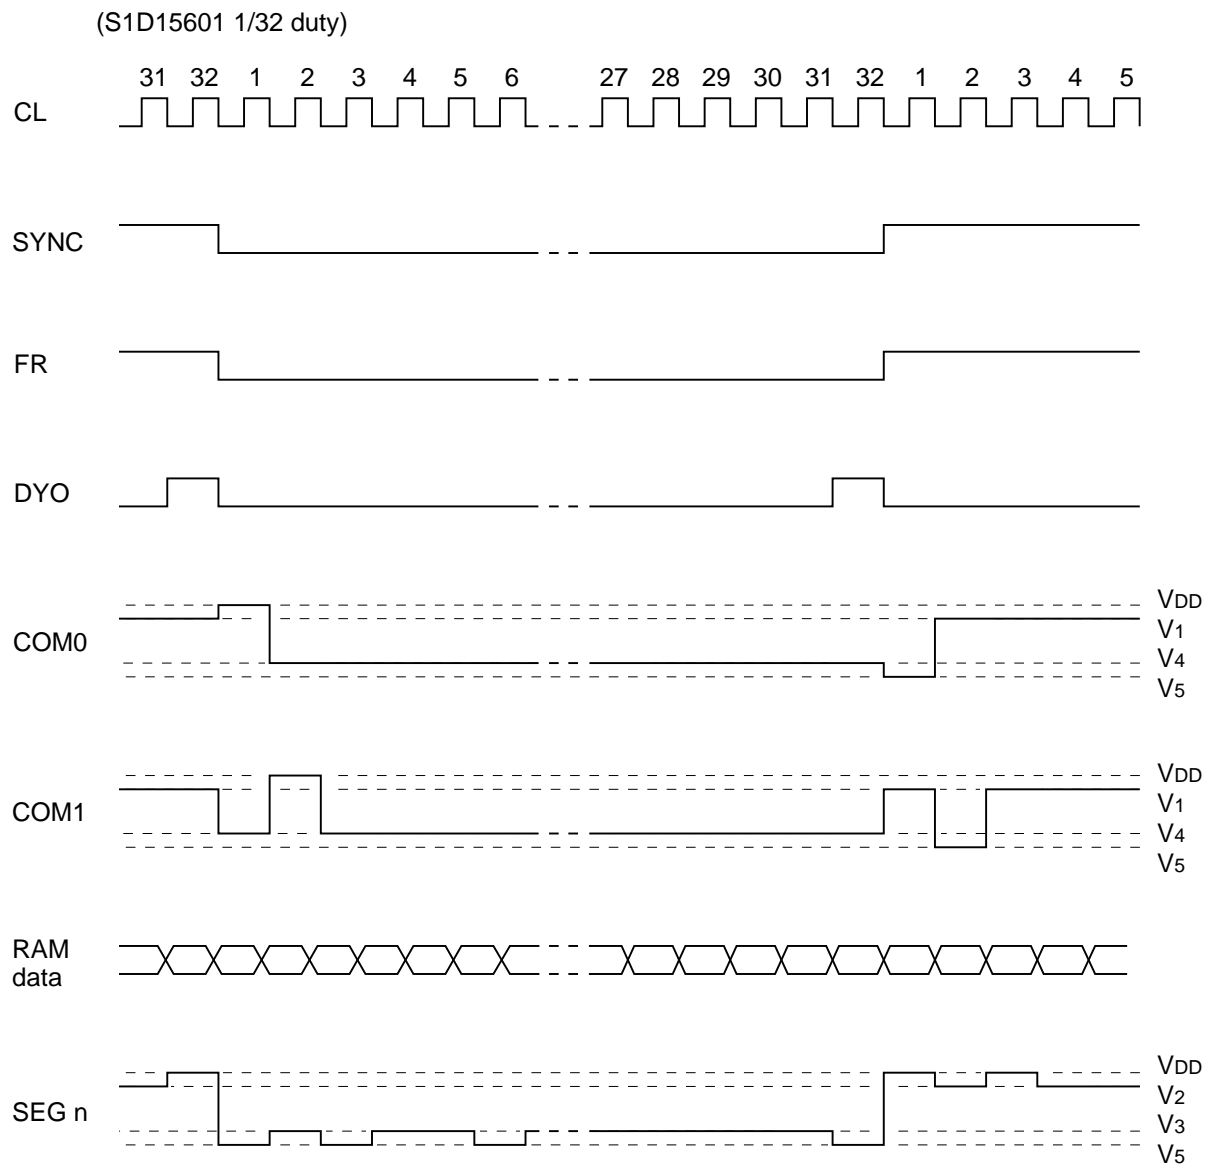 (S1D15601 1/32 duty)
31 32 1 2 3 4 5 6 27 28 29 30 31 32 1 2 3 4 5
CL
SYNC
FR
DYO
COM0
VDD
V1
V4
V5
COM1
VDD
V1
V4
V5
RAM
data
SEG n
VDD
V2
V3
V5